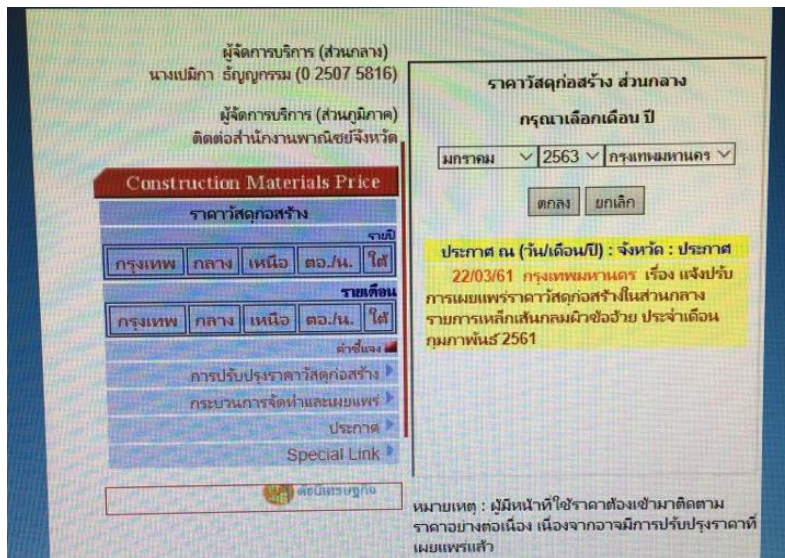 ผู้จัดการบริการ (ส่วนกลาง)
นางเปมิกา ธัญญกรรม (0 2507 5816)
ผู้จัดการบริการ (ส่วนภูมิภาค)
ติดต่อสำนักงานพาณิชย์จังหวัด
Construction Materials Price
ราคาวัสดุก่อสร้าง
รายปี
กรุงเทพ กลาง เหนือ ตอ./น. ใต้
รายเดือน
กรุงเทพ กลาง เหนือ ตอ./น. ใต้
คำชี้แจง
การปรับปรุงราคาวัสดุก่อสร้าง
กระบวนการจัดทำและเผยแพร่
ประกาศ
Special Link
ดัชนีเศรษฐกิจ
ราคาวัสดุก่อสร้าง ส่วนกลาง
กรุณาเลือกเดือน ปี
มกราคม 2563 กรุงเทพมหานคร
ตกลง ยกเลิก
ประกาศ ณ (วัน/เดือน/ปี) : จังหวัด : ประกาศ
22/03/61 กรุงเทพมหานคร เรื่อง แจ้งปรับ
การเผยแพร่ราคาวัสดุก่อสร้างในส่วนกลาง
รายการเหล็กเส้นกลมผิวข้ออ้อย ประจำเดือน
กุมภาพันธ์ 2561
หมายเหตุ : ผู้มีหน้าที่ใช้ราคาต้องเข้ามาติดตาม
ราคาอย่างต่อเนื่อง เนื่องจากอาจมีการปรับปรุงราคาที่
เผยแพร่แล้ว